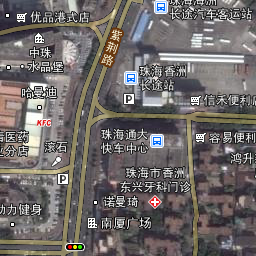 优品港式店
珠海海洲
长途汽车客运站
中珠
水晶堡
紫荆路
珠海香洲
长途站
哈曼迪
P
信禾便利店
KFC
医药
业分店
滚石
珠海通大
快车中心
容易便利
鸿升
P
珠海市香洲
东兴牙科门诊
诺曼琦
动力健身
南厦广场